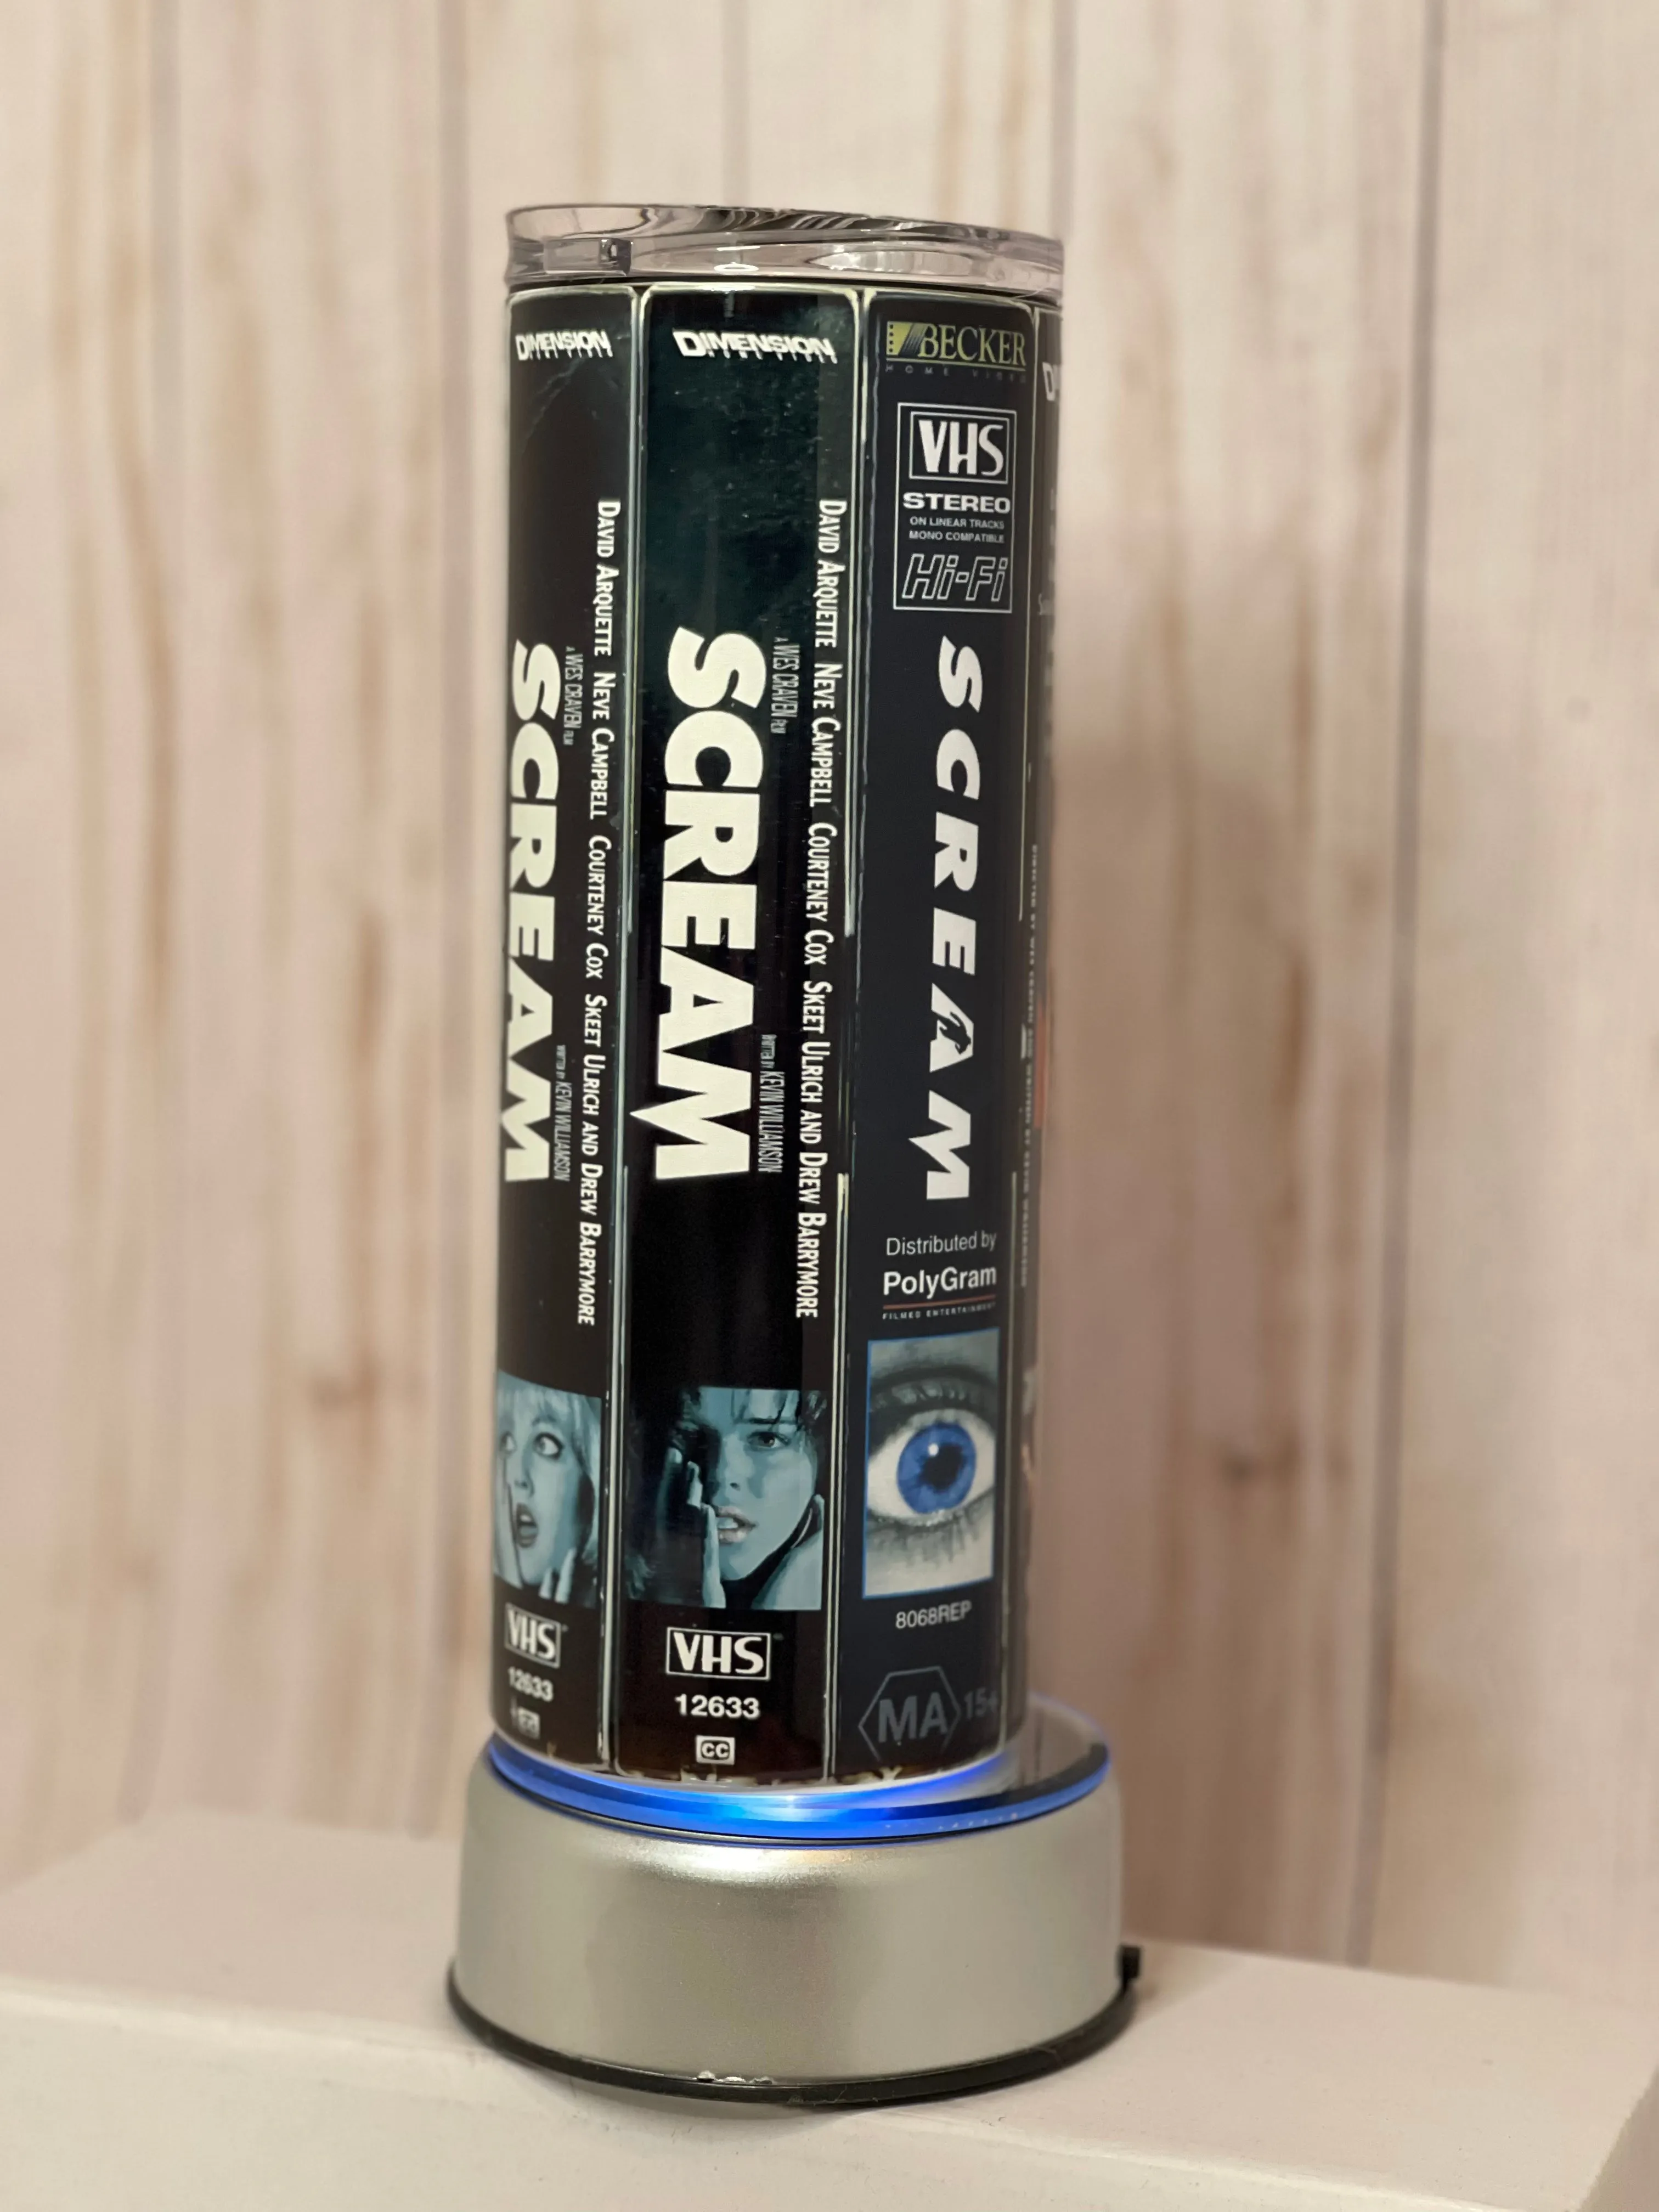 DIMENSION
DAVID ARQUETTE NEVE CAMPBELL COURTENEY COX SKEET ULRICH AND DREW BARRYMORE
A WES CRAVEN FILM
SCREAM
WRITTEN BY KEVIN WILLIAMSON
VHS
12633
CC
DIMENSION
DAVID ARQUETTE NEVE CAMPBELL COURTENEY COX SKEET ULRICH AND DREW BARRYMORE
A WES CRAVEN FILM
SCREAM
WRITTEN BY KEVIN WILLIAMSON
VHS
12633
CC
BECKER
HOME VIDEO
VHS
STEREO
ON LINEAR TRACKS
MONO COMPATIBLE
Hi-Fi
SCREAM
Distributed by
PolyGram
FILMED ENTERTAINMENT
8068REP
MA 15+